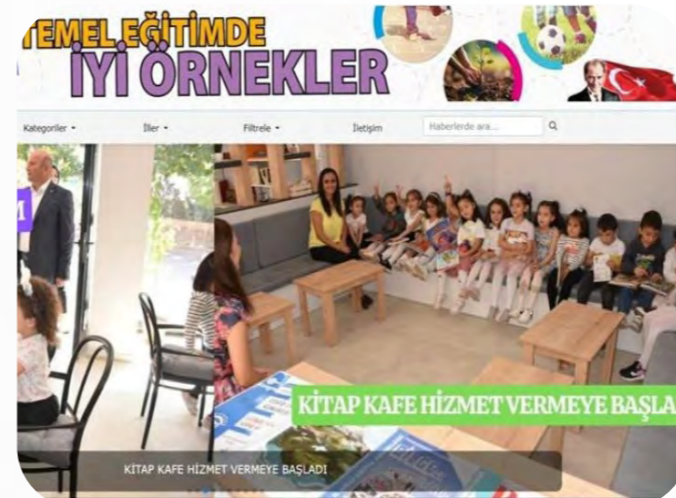 TEMEL EĞİTİMDE
İYİ ÖRNEKLER
Kategoriler
İller
Filtrele
İletişim
Haberlerde ara...
M
KİTAP KAFE HİZMET VERMEYE BAŞLA
KİTAP KAFE HİZMET VERMEYE BAŞLADI